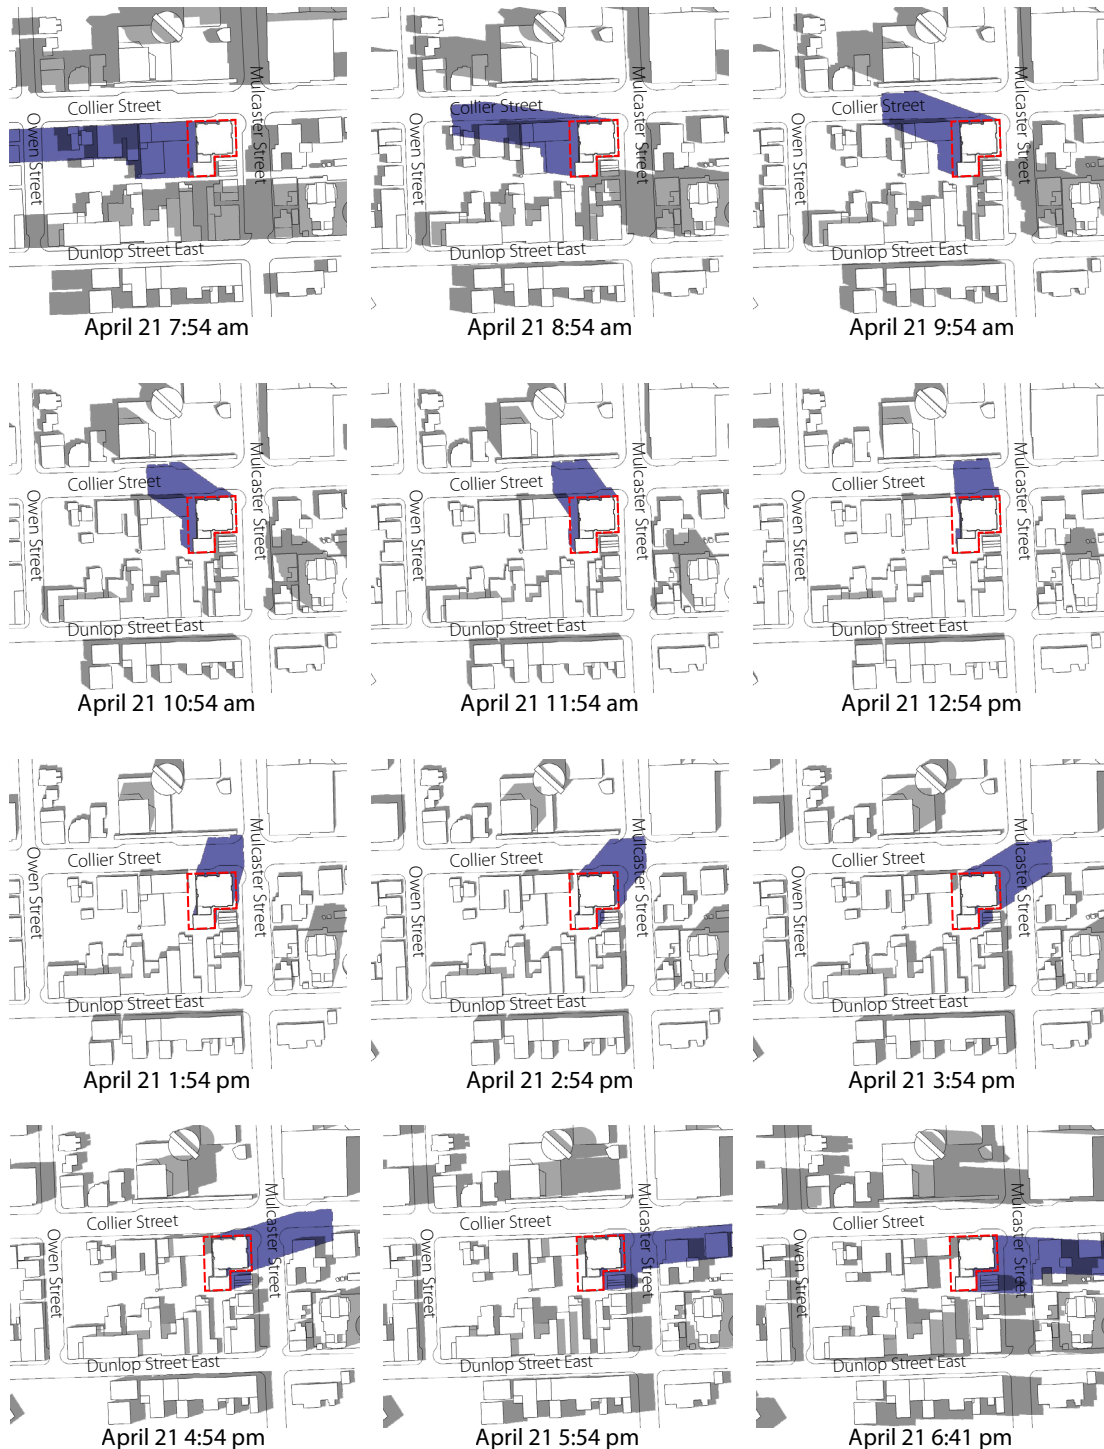 Collier Street
Owen Street
Mulcaster Street
Dunlop Street East
April 21 7:54 am
Collier Street
Owen Street
Mulcaster Street
Dunlop Street East
April 21 8:54 am
Collier Street
Owen Street
Mulcaster Street
Dunlop Street East
April 21 9:54 am
Collier Street
Owen Street
Mulcaster Street
Dunlop Street East
April 21 10:54 am
Collier Street
Owen Street
Mulcaster Street
Dunlop Street East
April 21 11:54 am
Collier Street
Owen Street
Mulcaster Street
Dunlop Street East
April 21 12:54 pm
Collier Street
Owen Street
Mulcaster Street
Dunlop Street East
April 21 1:54 pm
Collier Street
Owen Street
Mulcaster Street
Dunlop Street East
April 21 2:54 pm
Collier Street
Owen Street
Mulcaster Street
Dunlop Street East
April 21 3:54 pm
Collier Street
Owen Street
Mulcaster Street
Dunlop Street East
April 21 4:54 pm
Collier Street
Owen Street
Mulcaster Street
Dunlop Street East
April 21 5:54 pm
Collier Street
Owen Street
Mulcaster Street
Dunlop Street East
April 21 6:41 pm